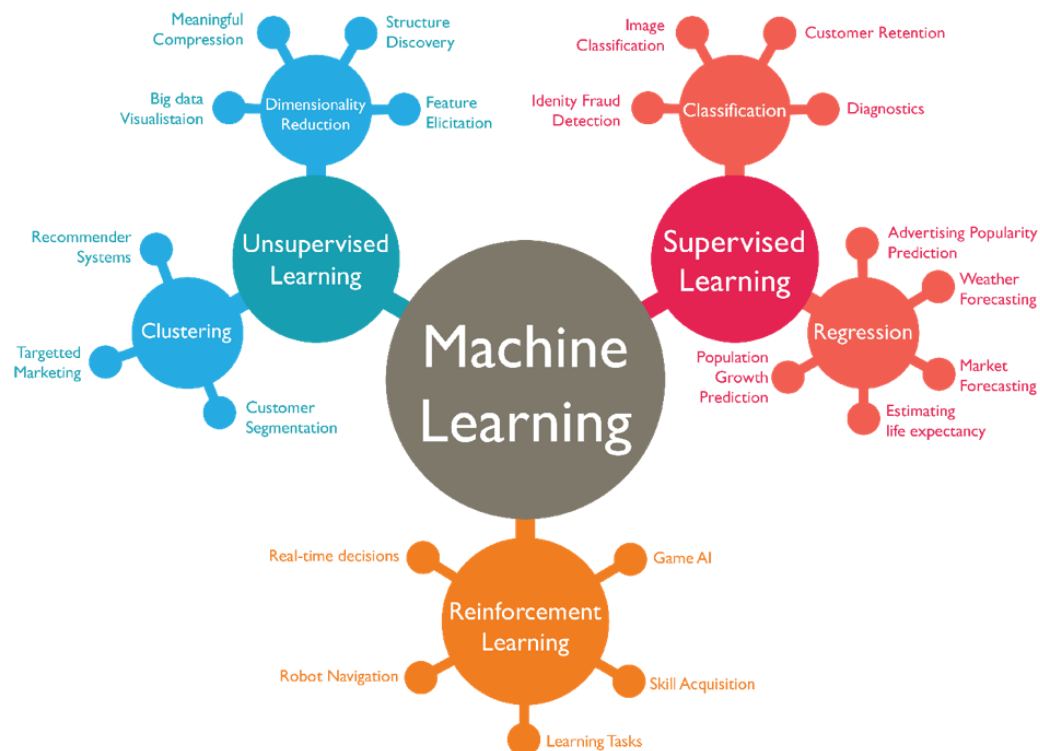 Meaningful
Compression
Structure
Discovery
Big data
Visualistaion
Dimensionality
Reduction
Feature
Elicitation
Image
Classification
Customer Retention
Idenity Fraud
Detection
Classification
Diagnostics
Unsupervised
Learning
Supervised
Learning
Recommender
Systems
Clustering
Targetted
Marketing
Customer
Segmentation
Machine
Learning
Advertising Popularity
Prediction
Weather
Forecasting
Regression
Population
Growth
Prediction
Market
Forecasting
Estimating
life expectancy
Real-time decisions
Game AI
Reinforcement
Learning
Robot Navigation
Skill Acquisition
Learning Tasks